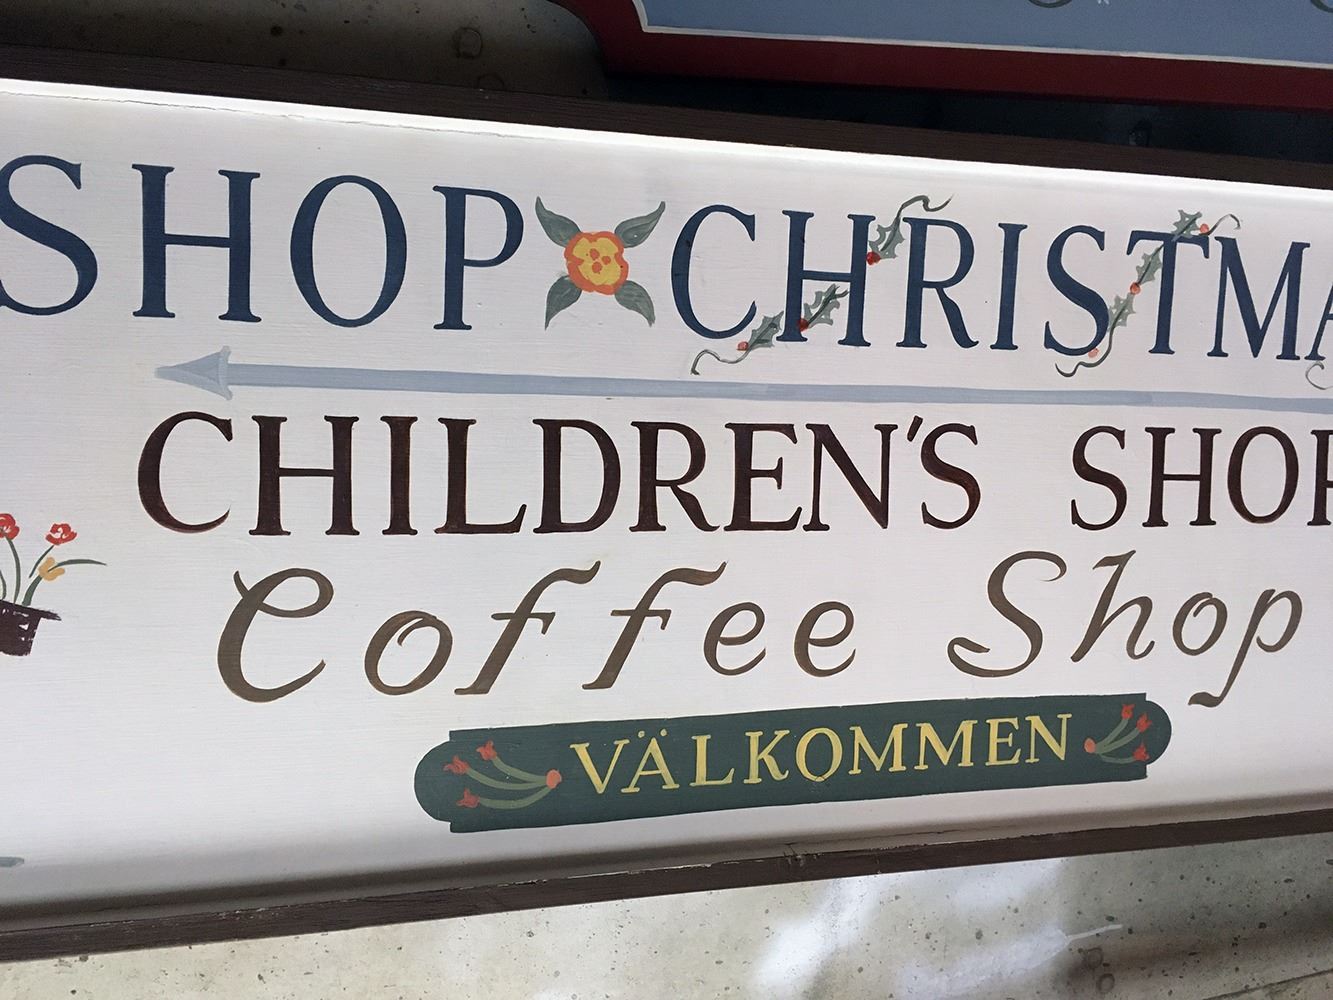 SHOP CHRISTMA
CHILDREN'S SHOP
Coffee Shop
VÄLKOMMEN